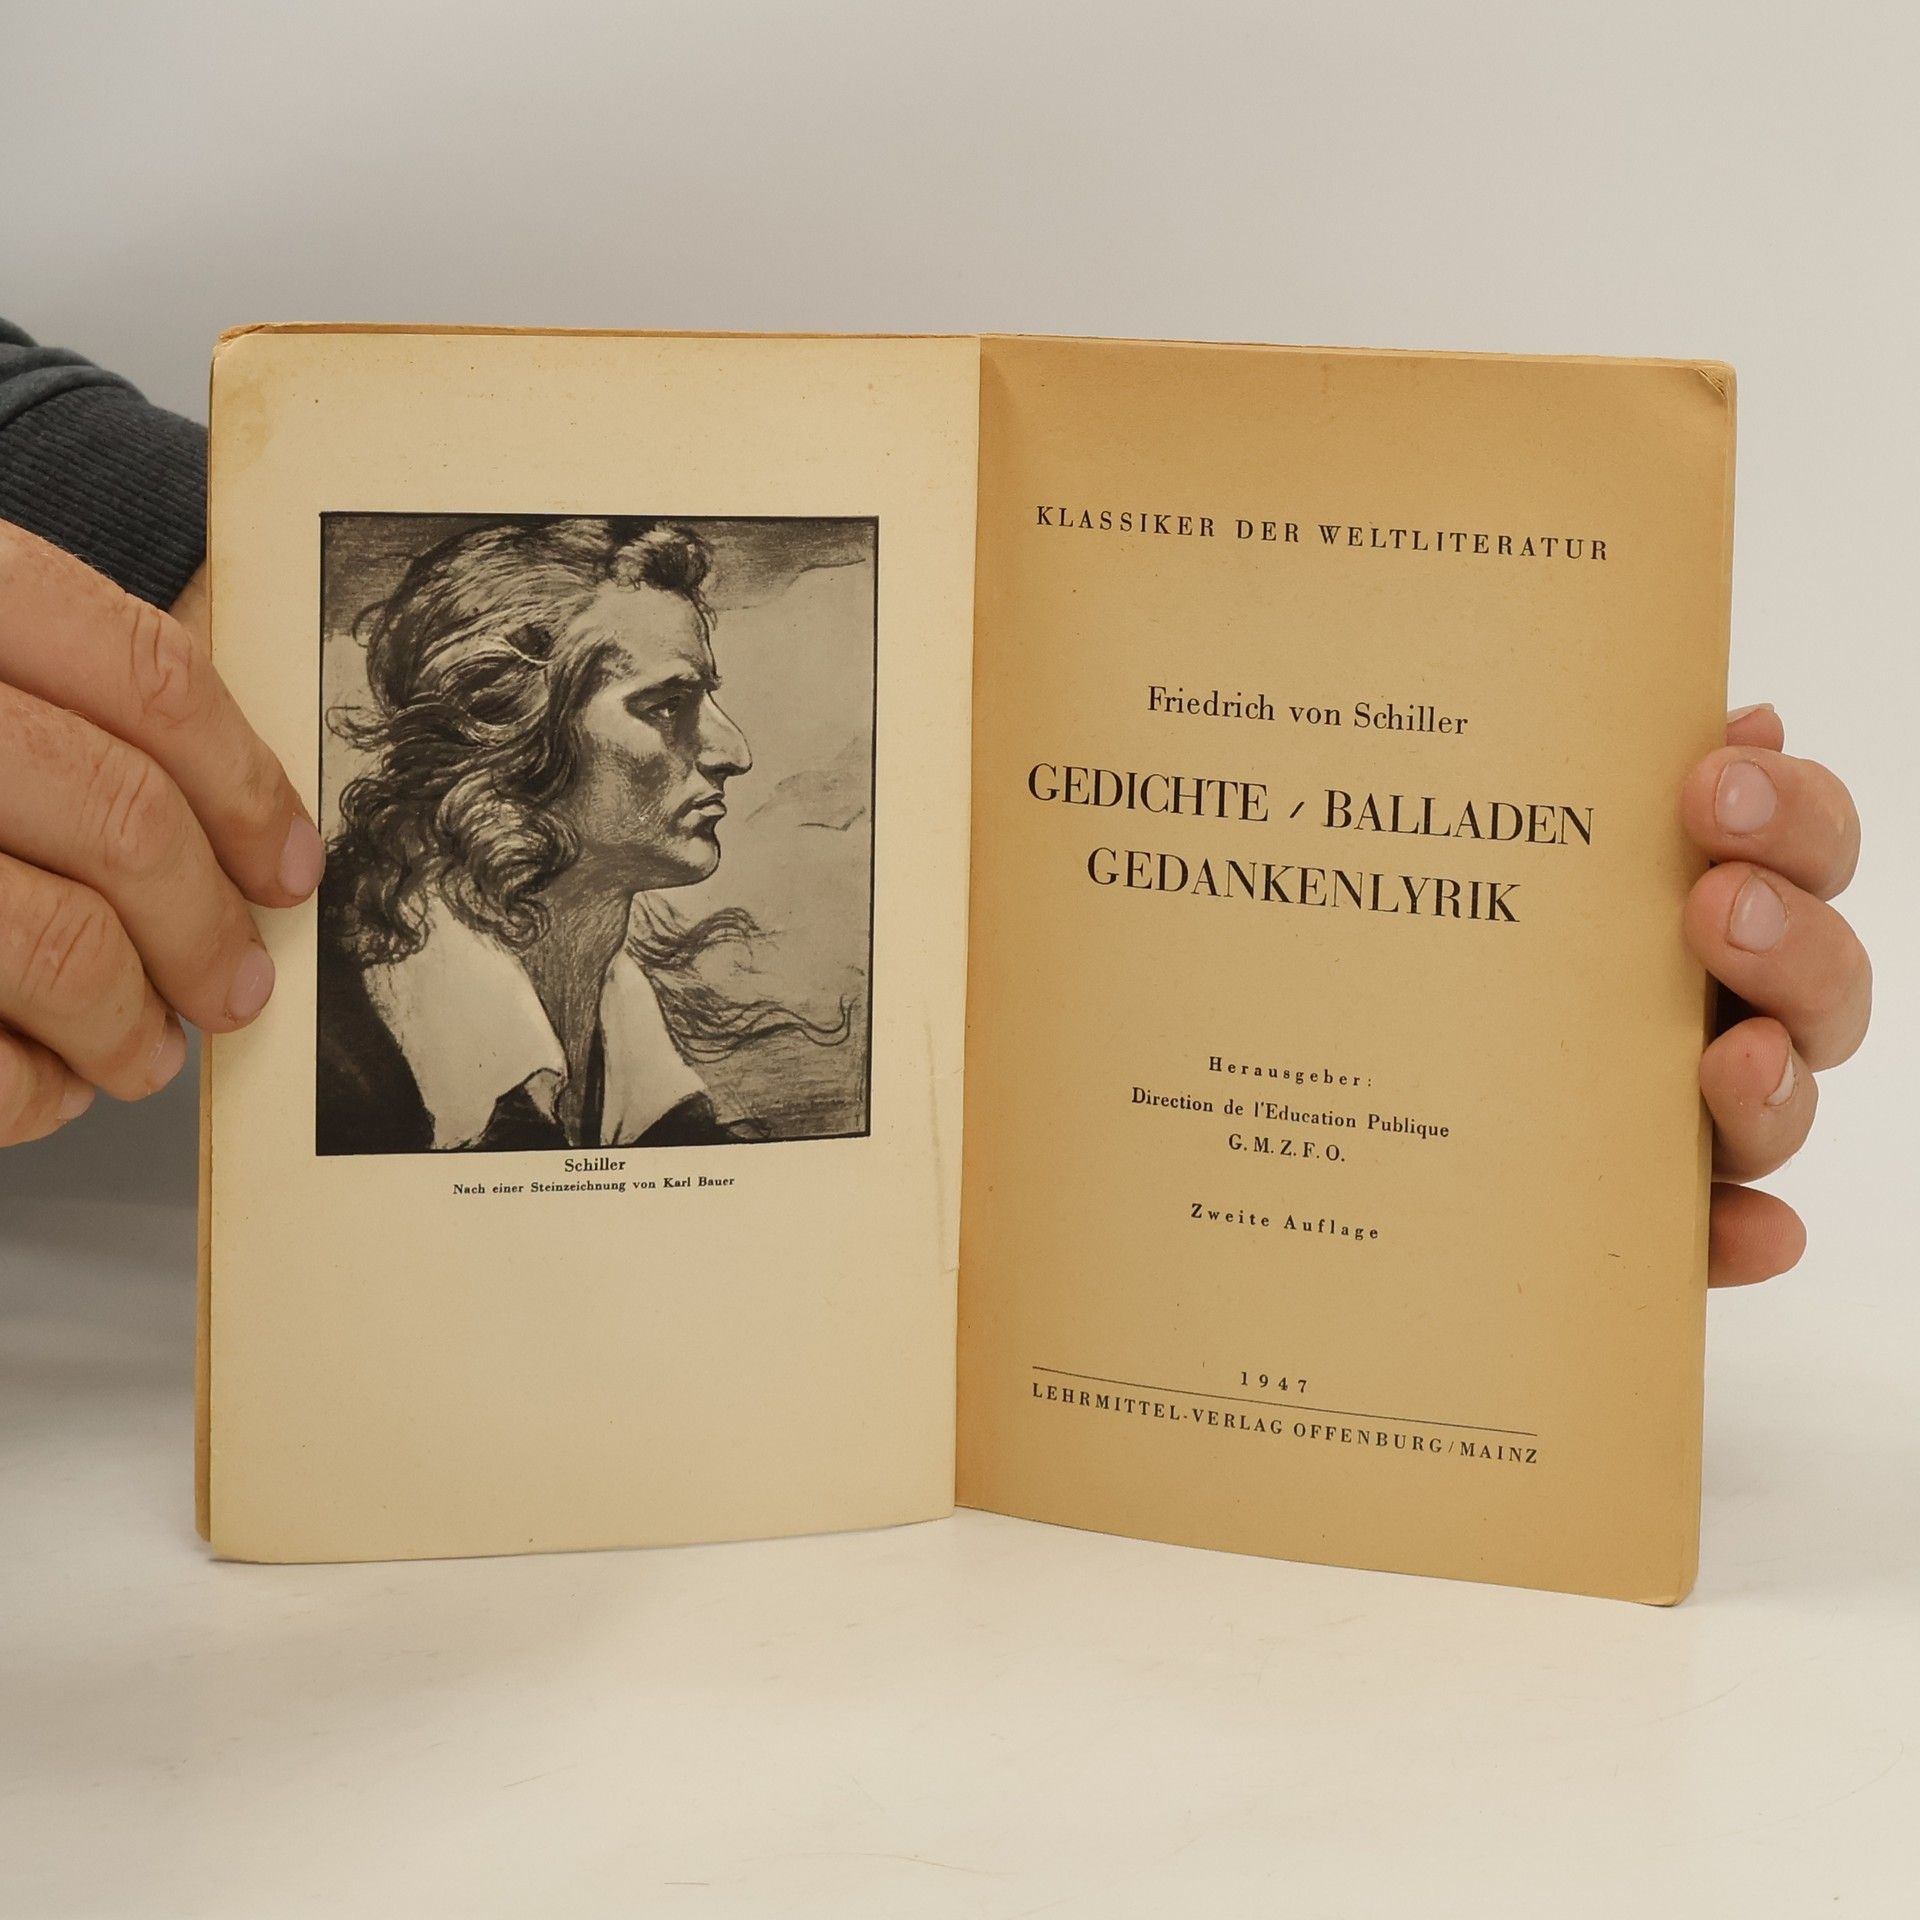 Schiller
Nach einer Steinzeichnung von Karl Bauer
KLASSIKER DER WELTLITERATUR
Friedrich von Schiller
GEDICHTE / BALLADEN
GEDANKENLYRIK
Herausgeber:
Direction de l'Education Publique
G. M. Z. F. O.
Zweite Auflage
1947
LEHRMITTEL-VERLAG OFFENBURG/MAINZ